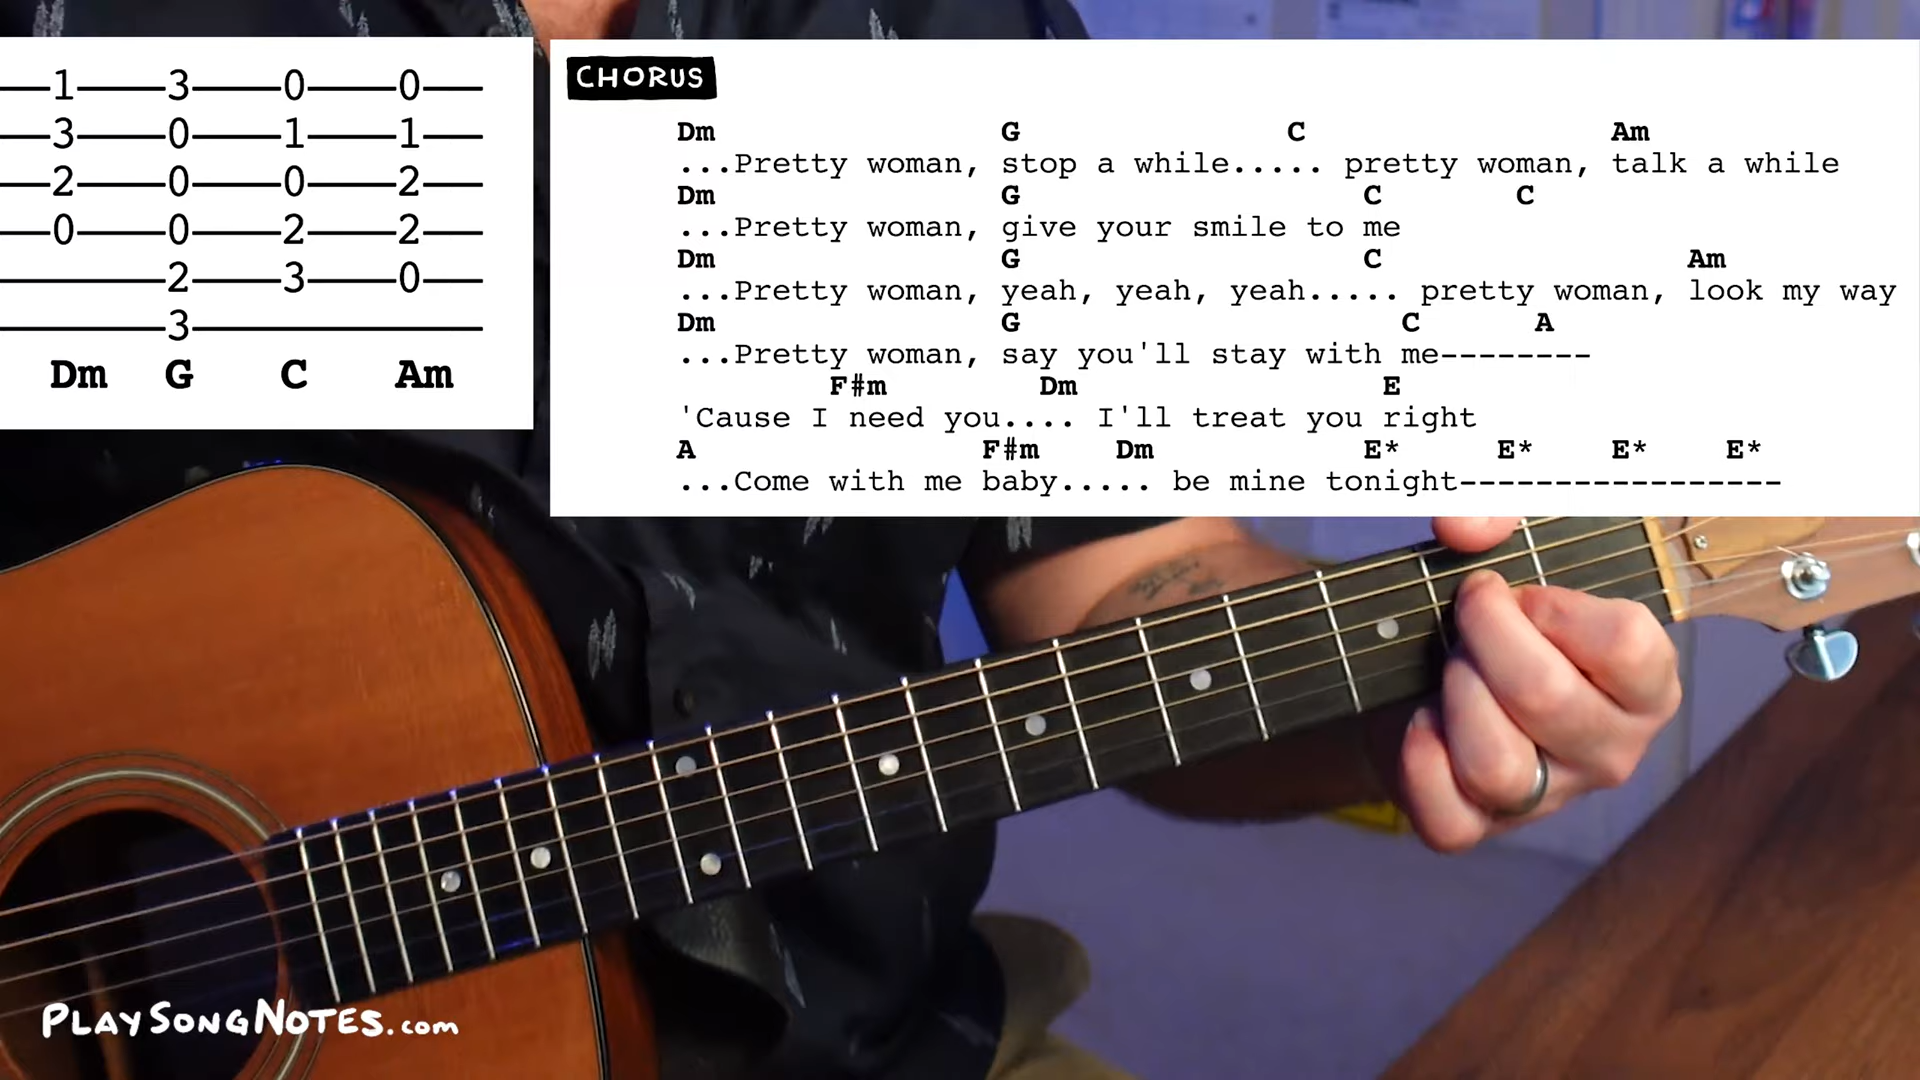 1 3 0 0
3 0 1 1
2 0 0 2
0 0 2 2
2 3 0
3
Dm G C Am
CHORUS
Dm G C Am
...Pretty woman, stop a while..... pretty woman, talk a while
Dm G C C
...Pretty woman, give your smile to me
Dm G C Am
...Pretty woman, yeah, yeah, yeah..... pretty woman, look my way
Dm G C A
...Pretty woman, say you'll stay with me--------
F#m Dm E
'Cause I need you.... I'll treat you right
A F#m Dm E* E* E* E*
...Come with me baby..... be mine tonight-----------------
PLAYSONGNOTES.com